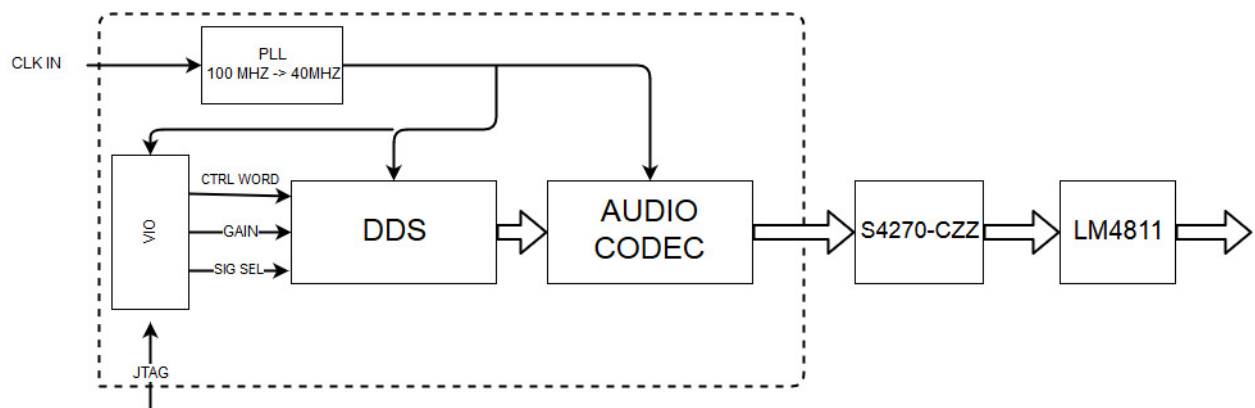 PLL
100 MHZ -> 40MHZ
CLK IN
VIO
CTRL WORD
GAIN
SIG SEL
DDS
AUDIO
CODEC
S4270-CZZ
LM4811
JTAG